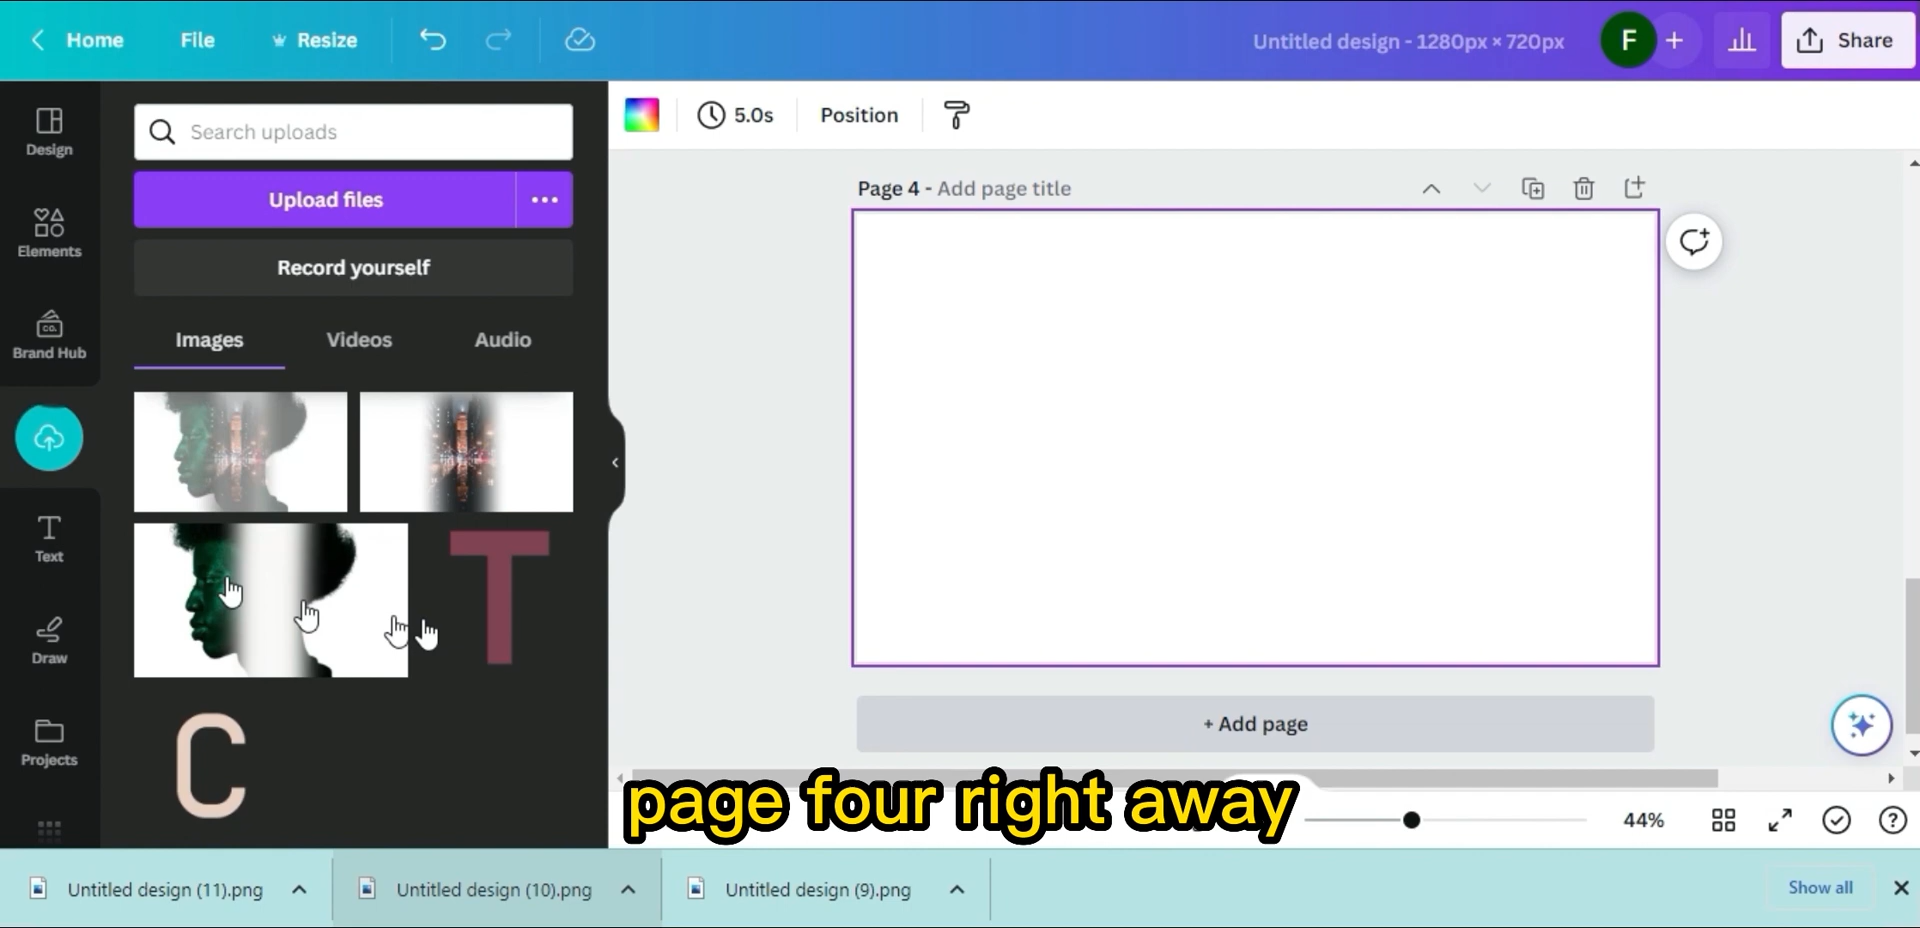 Home File Resize Untitled design - 1280px × 720px F + Share
Design
Elements
CO.
Brand Hub
Text
Draw
Projects
Search uploads
Upload files ...
Record yourself
Images Videos Audio
T
C
5.0s Position
Page 4 - Add page title
+ Add page
page four right away
44%
Untitled design (11).png Untitled design (10).png Untitled design (9).png Show all